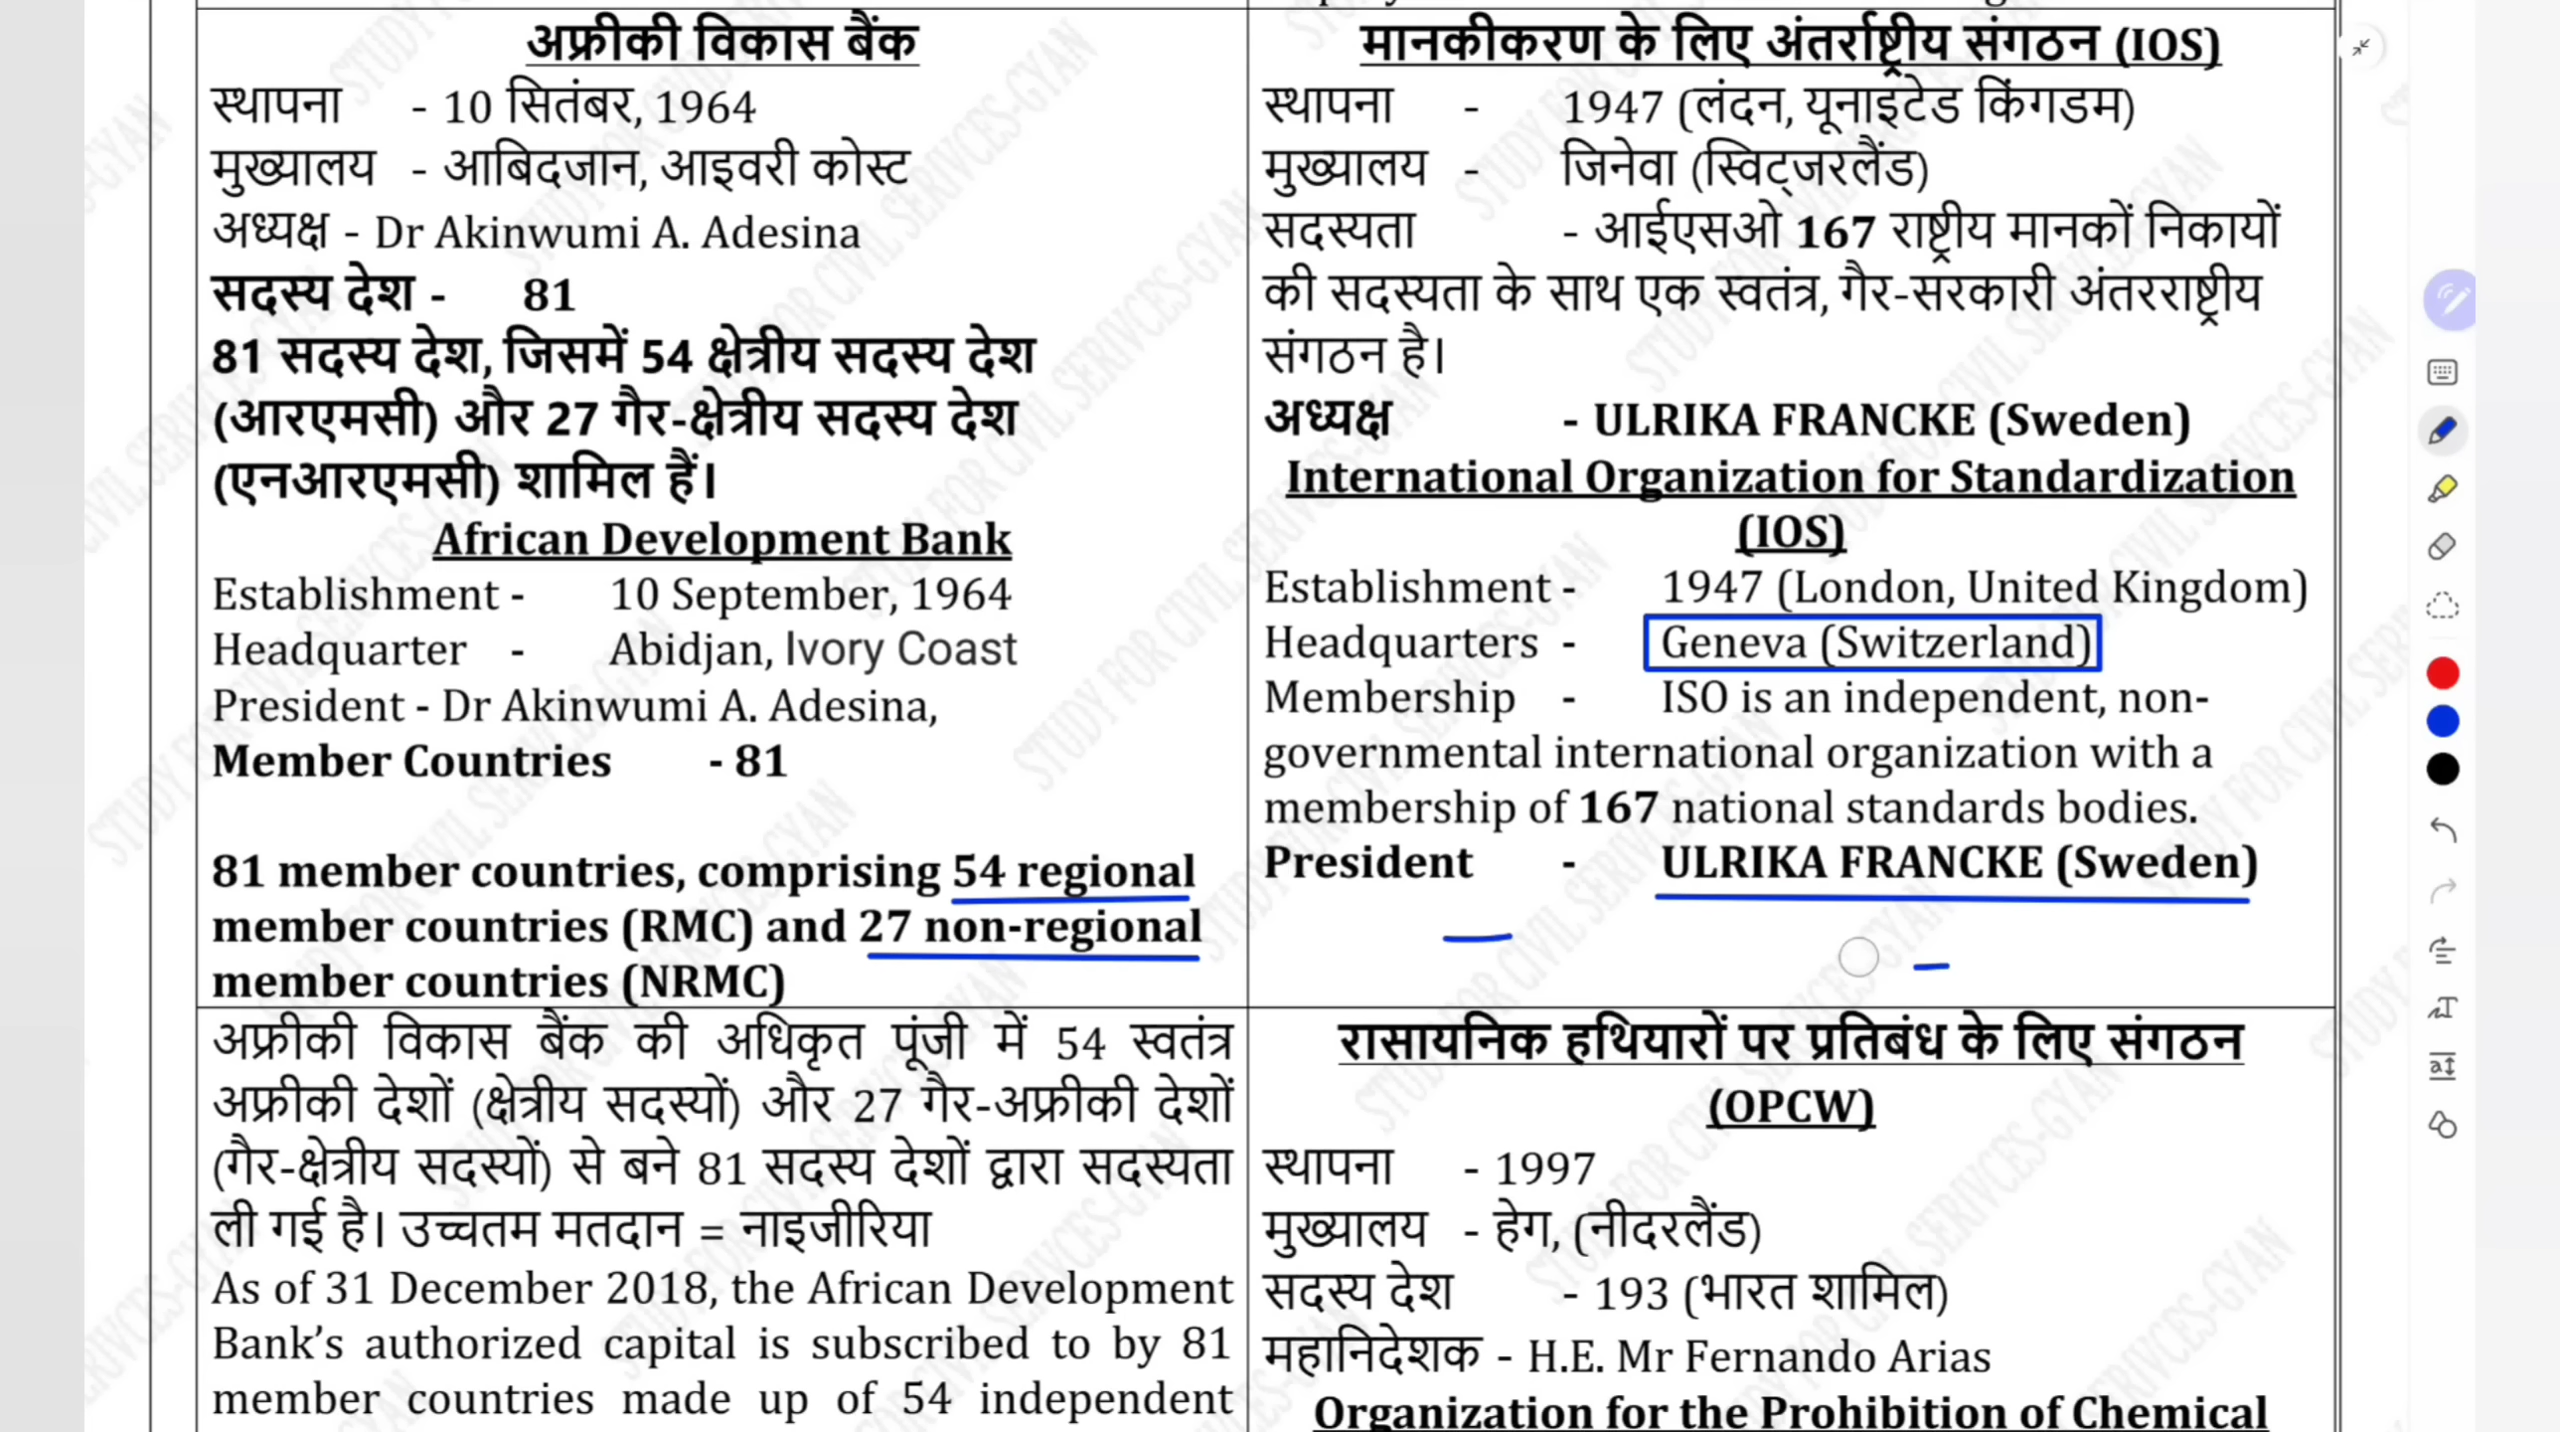 अफ्रीकी विकास बैंक
स्थापना - 10 सितंबर, 1964
मुख्यालय - आबिदजान, आइवरी कोस्ट
अध्यक्ष - Dr Akinwumi A. Adesina
सदस्य देश - 81
81 सदस्य देश, जिसमें 54 क्षेत्रीय सदस्य देश
(आरएमसी) और 27 गैर-क्षेत्रीय सदस्य देश
(एनआरएमसी) शामिल हैं।
African Development Bank
Establishment - 10 September, 1964
Headquarter - Abidjan, Ivory Coast
President - Dr Akinwumi A. Adesina,
Member Countries - 81
81 member countries, comprising 54 regional
member countries (RMC) and 27 non-regional
member countries (NRMC)
अफ्रीकी विकास बैंक की अधिकृत पूंजी में 54 स्वतंत्र
अफ्रीकी देशों (क्षेत्रीय सदस्यों) और 27 गैर-अफ्रीकी देशों
(गैर-क्षेत्रीय सदस्यों) से बने 81 सदस्य देशों द्वारा सदस्यता
ली गई है। उच्चतम मतदान = नाइजीरिया
As of 31 December 2018, the African Development
Bank’s authorized capital is subscribed to by 81
member countries made up of 54 independent
मानकीकरण के लिए अंतर्राष्ट्रीय संगठन (IOS)
स्थापना - 1947 (लंदन, यूनाइटेड किंगडम)
मुख्यालय - जिनेवा (स्विट्जरलैंड)
सदस्यता - आईएसओ 167 राष्ट्रीय मानकों निकायों
की सदस्यता के साथ एक स्वतंत्र, गैर-सरकारी अंतरराष्ट्रीय
संगठन है।
अध्यक्ष - ULRIKA FRANCKE (Sweden)
International Organization for Standardization
(IOS)
Establishment - 1947 (London, United Kingdom)
Headquarters - Geneva (Switzerland)
Membership - ISO is an independent, non-
governmental international organization with a
membership of 167 national standards bodies.
President - ULRIKA FRANCKE (Sweden)
रासायनिक हथियारों पर प्रतिबंध के लिए संगठन
(OPCW)
स्थापना - 1997
मुख्यालय - हेग, (नीदरलैंड)
सदस्य देश - 193 (भारत शामिल)
महानिदेशक - H.E. Mr Fernando Arias
Organization for the Prohibition of Chemical
STUDY FOR CIVIL SERIVCES-GYAN